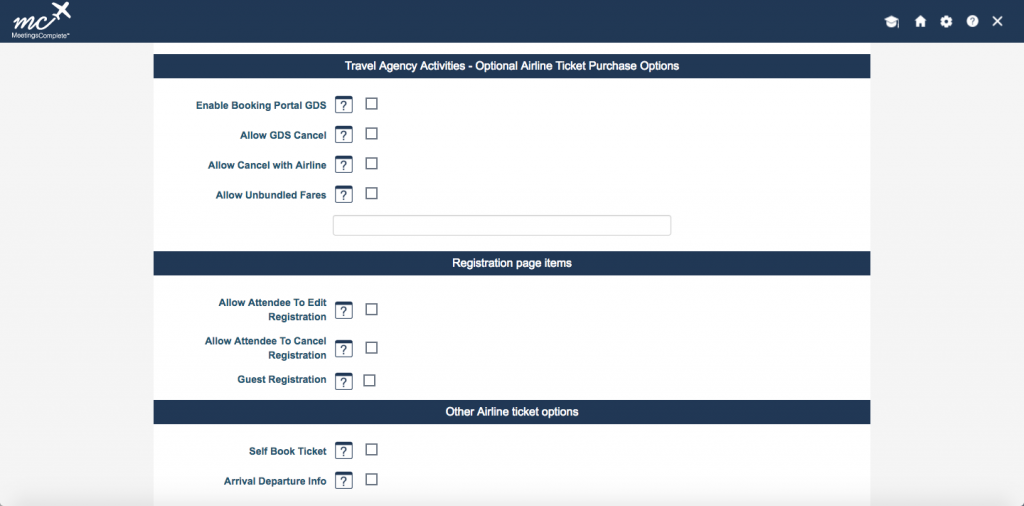 mc
MeetingsComplete™
Travel Agency Activities - Optional Airline Ticket Purchase Options
Enable Booking Portal GDS ?
Allow GDS Cancel ?
Allow Cancel with Airline ?
Allow Unbundled Fares ?
Registration page items
Allow Attendee To Edit
Registration ?
Allow Attendee To Cancel
Registration ?
Guest Registration ?
Other Airline ticket options
Self Book Ticket ?
Arrival Departure Info ?